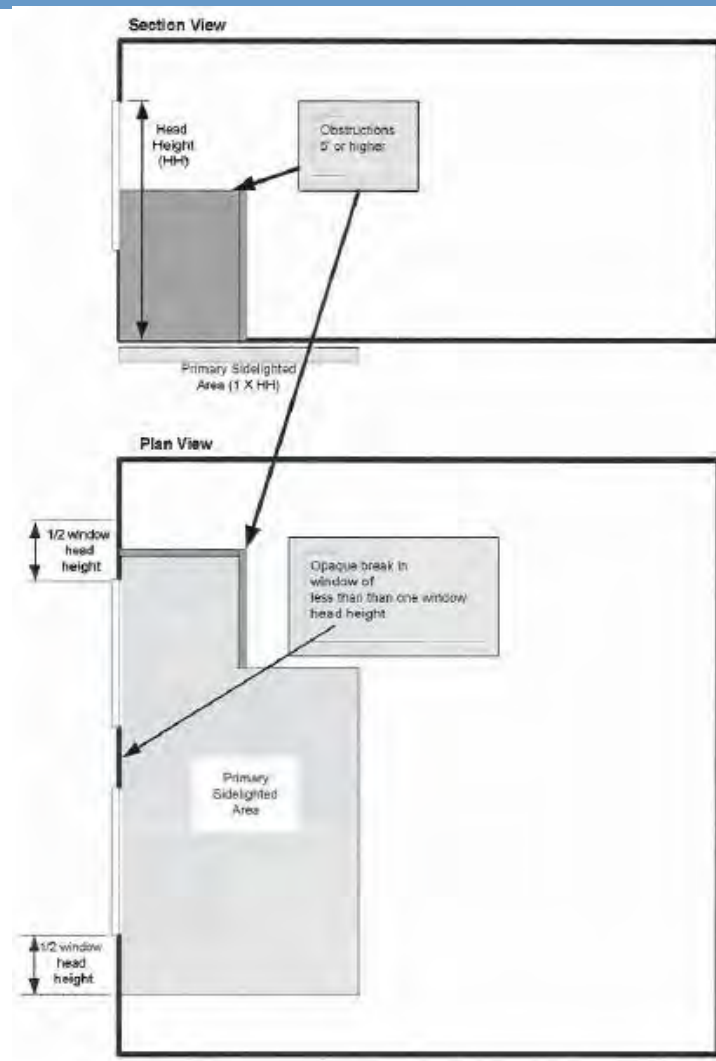 Section View
Head
Height
(HH)
Obstructions
5' or higher
Primary Sidelighted
Area (1 X HH)
Plan View
1/2 window
head
height
Opaque break in
window of
less than than one window
head height
Primary
Sidelighted
Area
1/2 window
head
height